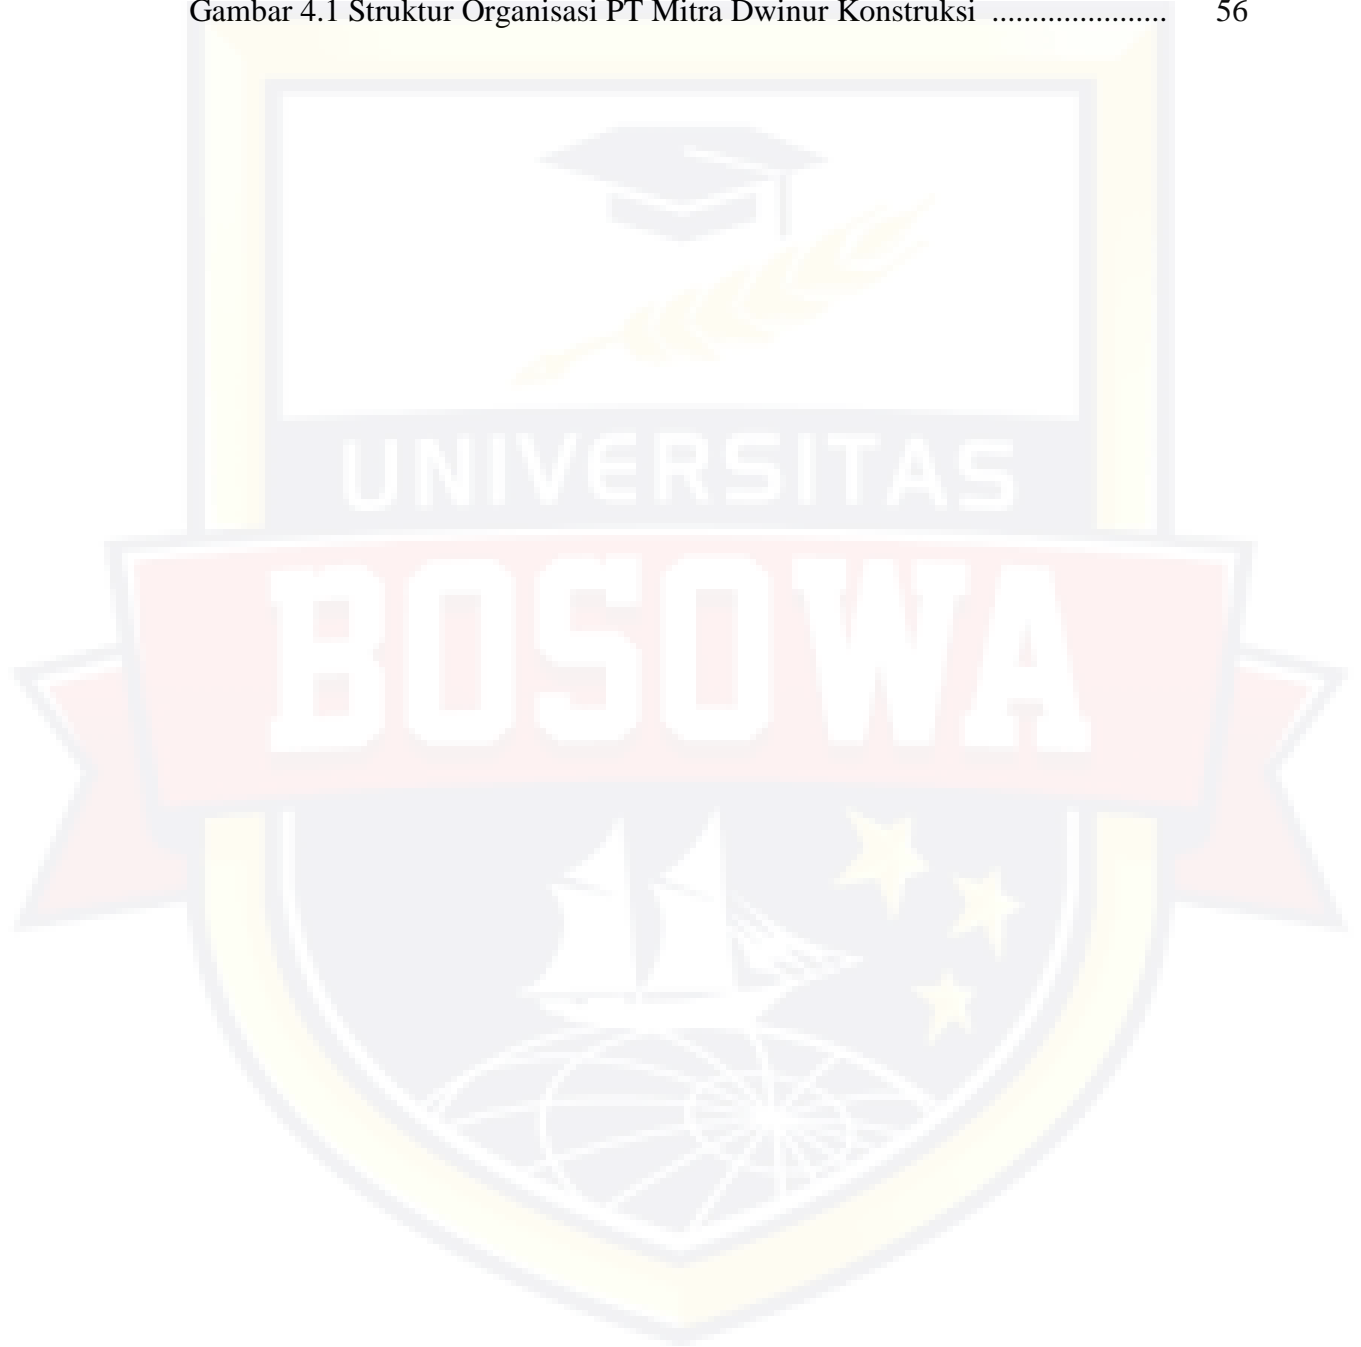 Gambar 4.1 Struktur Organisasi PT Mitra Dwinur Konstruksi ...................... 56
UNIVERSITAS
BOSOWA